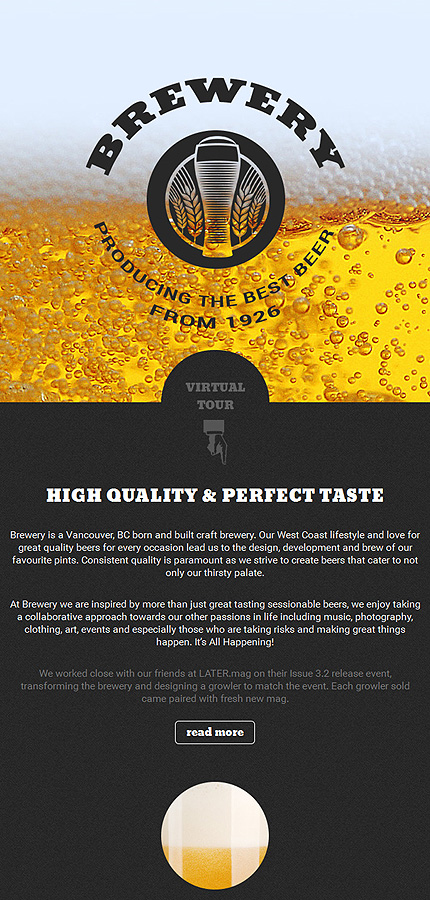 BREWERY
PRODUCING THE BEST BEER
FROM 1926
VIRTUAL
TOUR
HIGH QUALITY & PERFECT TASTE
Brewery is a Vancouver, BC born and built craft brewery. Our West Coast lifestyle and love for
great quality beers for every occasion lead us to the design, development and brew of our
favourite pints. Consistent quality is paramount as we strive to create beers that cater to not
only our thirsty palate.
At Brewery we are inspired by more than just great tasting sessionable beers, we enjoy taking
a collaborative approach towards our other passions in life including music, photography,
clothing, art, events and especially those who are taking risks and making great things
happen. It's All Happening!
We worked close with our friends at LATER.mag on their Issue 3.2 release event,
transforming the brewery and designing a growler to match the event. Each growler sold
came paired with fresh new mag.
read more